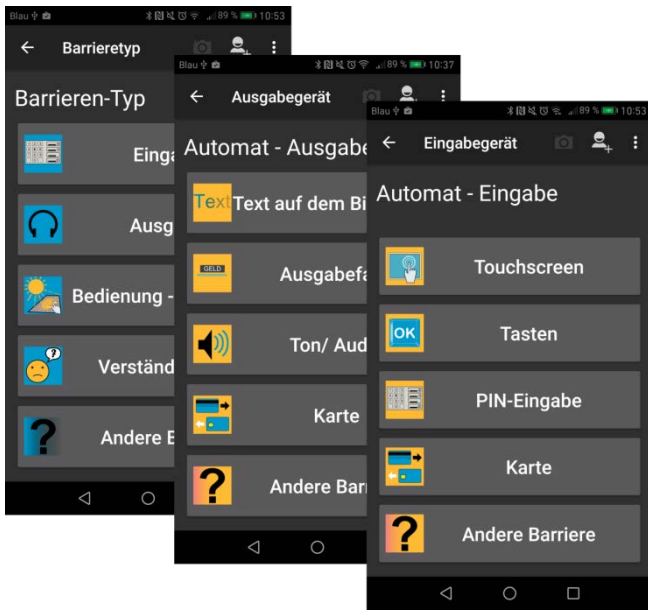 Blau 89 % 10:53
Barrieretyp
Barrieren-Typ
Einga
Ausg
Bedienung -
?
Verständ
?
Andere B
Blau 89 % 10:37
Ausgabegerät
Automat - Ausgabe
Text Text auf dem Bi
GELD Ausgabefa
Ton/ Aud
Karte
?
Andere Barr
Blau 89 % 10:53
Eingabegerät
Automat - Eingabe
Touchscreen
OK Tasten
PIN-Eingabe
Karte
?
Andere Barriere